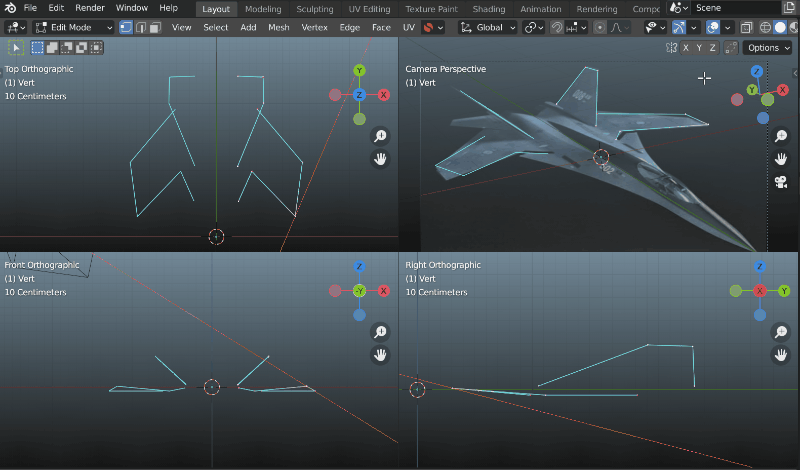 File Edit Render Window Help Layout Modeling Sculpting UV Editing Texture Paint Shading Animation Rendering Compo Scene
Edit Mode View Select Add Mesh Vertex Edge Face UV Global
X Y Z Options
Top Orthographic
(1) Vert
10 Centimeters
Y
Z X
Camera Perspective
(1) Vert
Z
Y X
Front Orthographic
(1) Vert
10 Centimeters
Z
-Y X
Right Orthographic
(1) Vert
10 Centimeters
Z
X Y